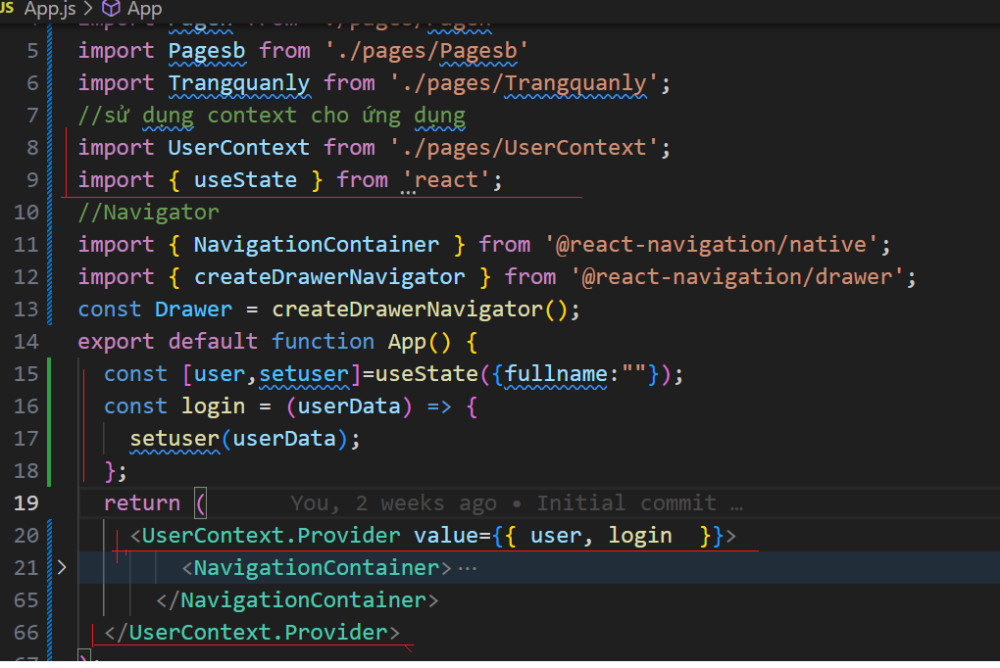 JS App.js > App
5 import Pagesb from './pages/Pagesb'
6 import Trangquanly from './pages/Trangquanly';
7 //sử dụng context cho ứng dụng
8 import UserContext from './pages/UserContext';
9 import { useState } from 'react';
10 //Navigator
11 import { NavigationContainer } from '@react-navigation/native';
12 import { createDrawerNavigator } from '@react-navigation/drawer';
13 const Drawer = createDrawerNavigator();
14 export default function App() {
15 const [user,setuser]=useState({fullname:""});
16 const login = (userData) => {
17 setuser(userData);
18 };
19 return ( You, 2 weeks ago • Initial commit …
20 <UserContext.Provider value={{ user, login }}>
21 > <NavigationContainer>…
65 </NavigationContainer>
66 </UserContext.Provider>